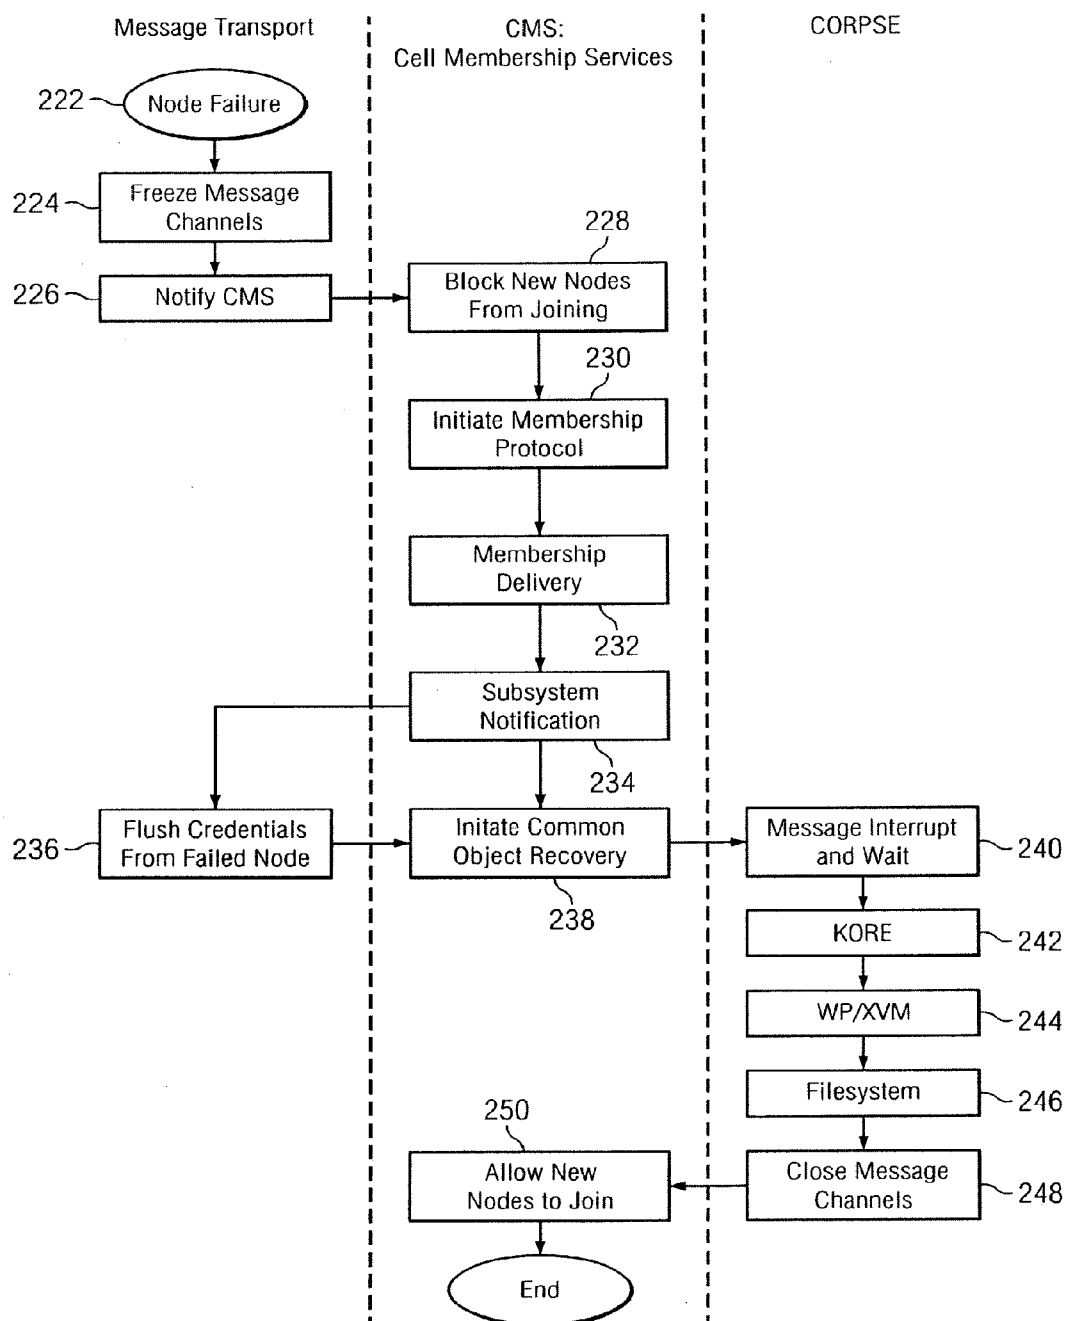 Message Transport
CMS:
Cell Membership Services
CORPSE
222
Node Failure
224
Freeze Message
Channels
226
Notify CMS
228
Block New Nodes
From Joining
230
Initiate Membership
Protocol
Membership
Delivery
232
Subsystem
Notification
234
236
Flush Credentials
From Failed Node
Initate Common
Object Recovery
238
Message Interrupt
and Wait
240
KORE
242
WP/XVM
244
Filesystem
246
Close Message
Channels
248
250
Allow New
Nodes to Join
End